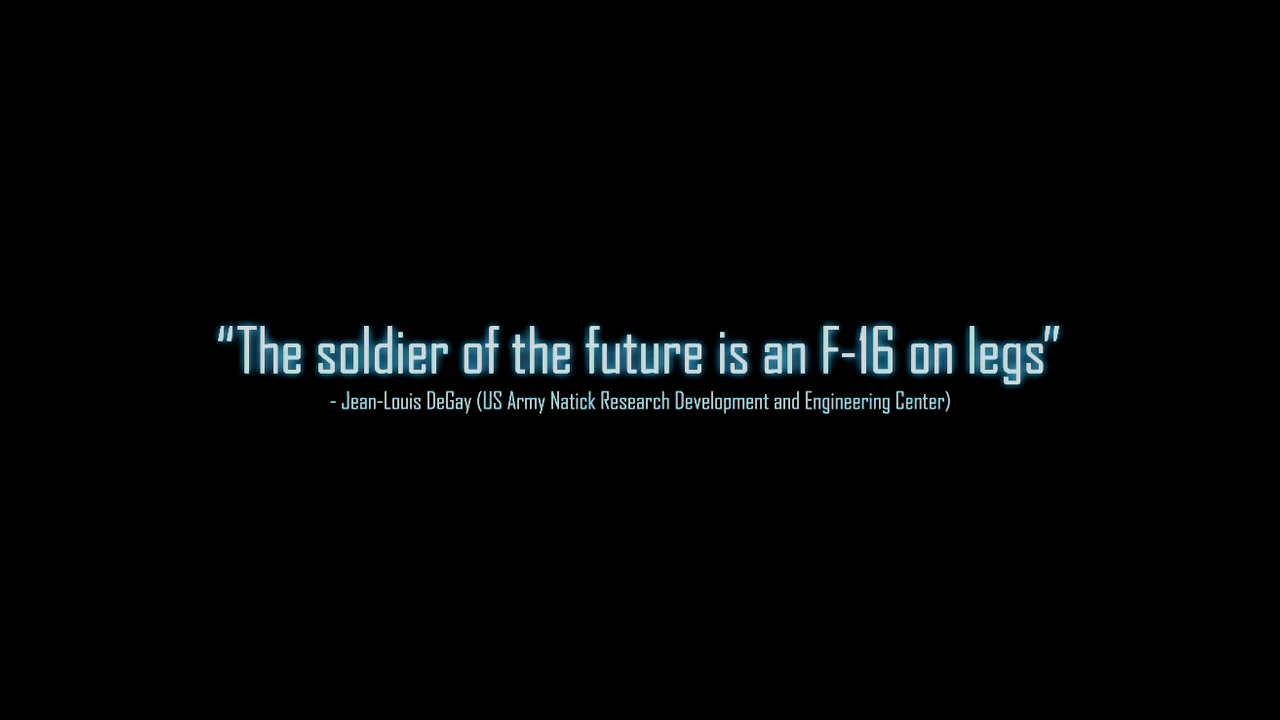 “The soldier of the future is an F-16 on legs”
- Jean-Louis DeGay (US Army Natick Research Development and Engineering Center)